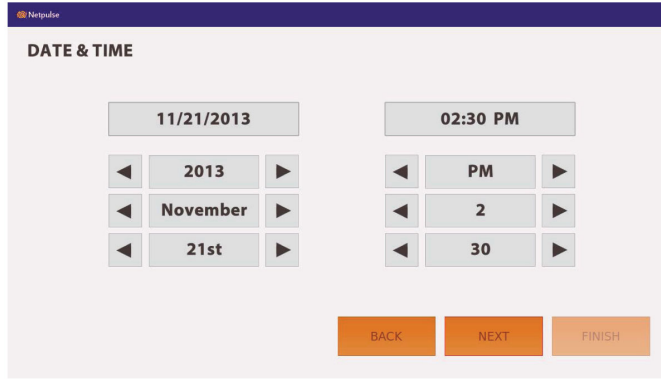 Netpulse
DATE & TIME
11/21/2013
02:30 PM
2013
PM
November
2
21st
30
BACK
NEXT
FINISH